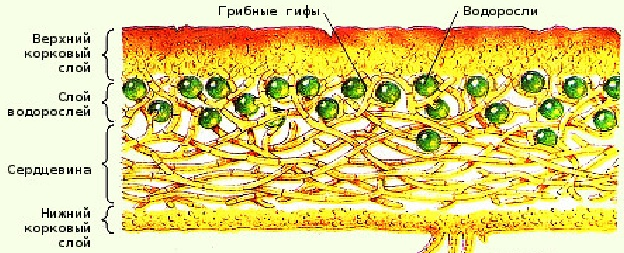 Грибные гифы
Водоросли
Верхний
корковый
слой
Слой
водорослей
Сердцевина
Нижний
корковый
слой